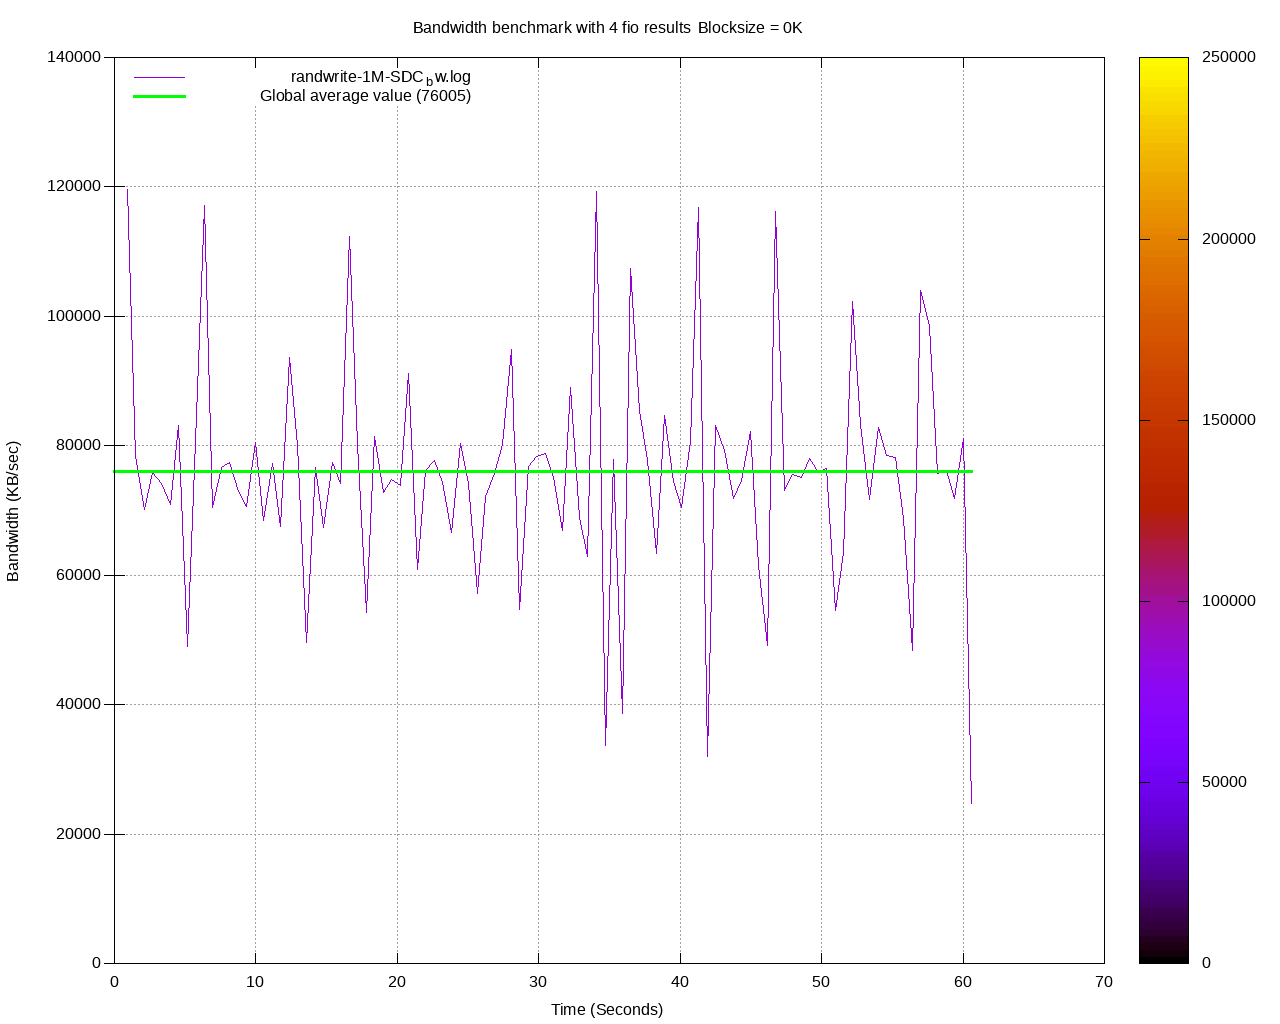 Bandwidth benchmark with 4 fio results Blocksize = 0K
140000
120000
100000
80000
60000
40000
20000
0
Bandwidth (KB/sec)
randwrite-1M-SDCbw.log
Global average value (76005)
0 10 20 30 40 50 60 70
Time (Seconds)
250000
200000
150000
100000
50000
0